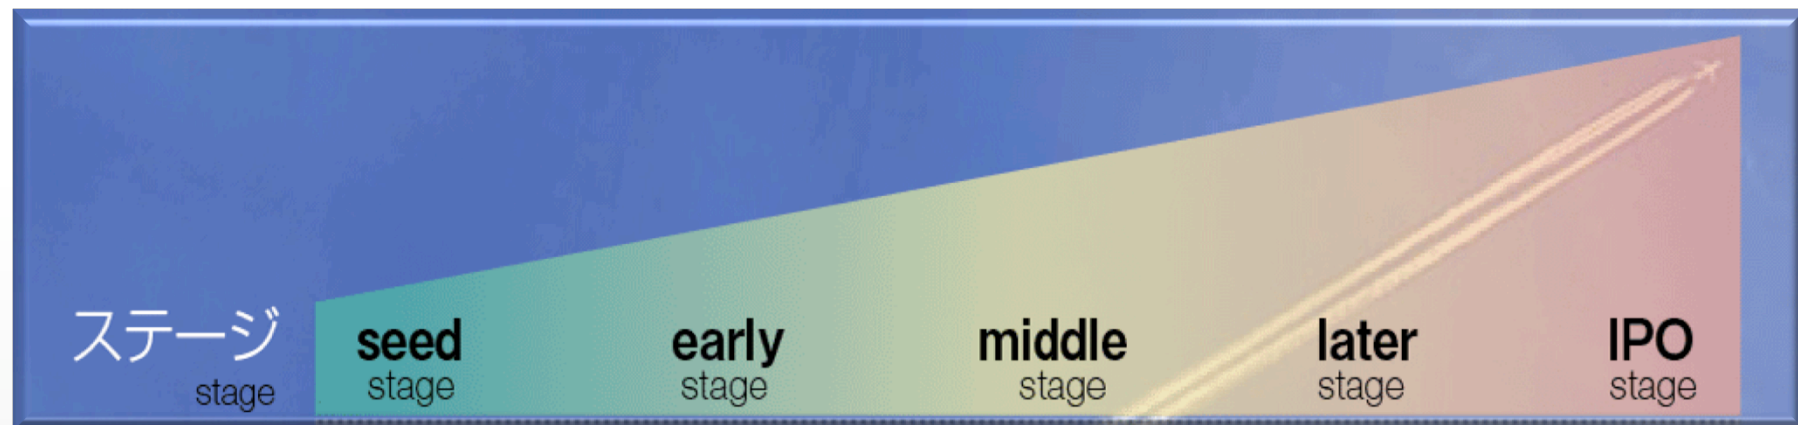 ステージ
stage
seed
stage
early
stage
middle
stage
later
stage
IPO
stage